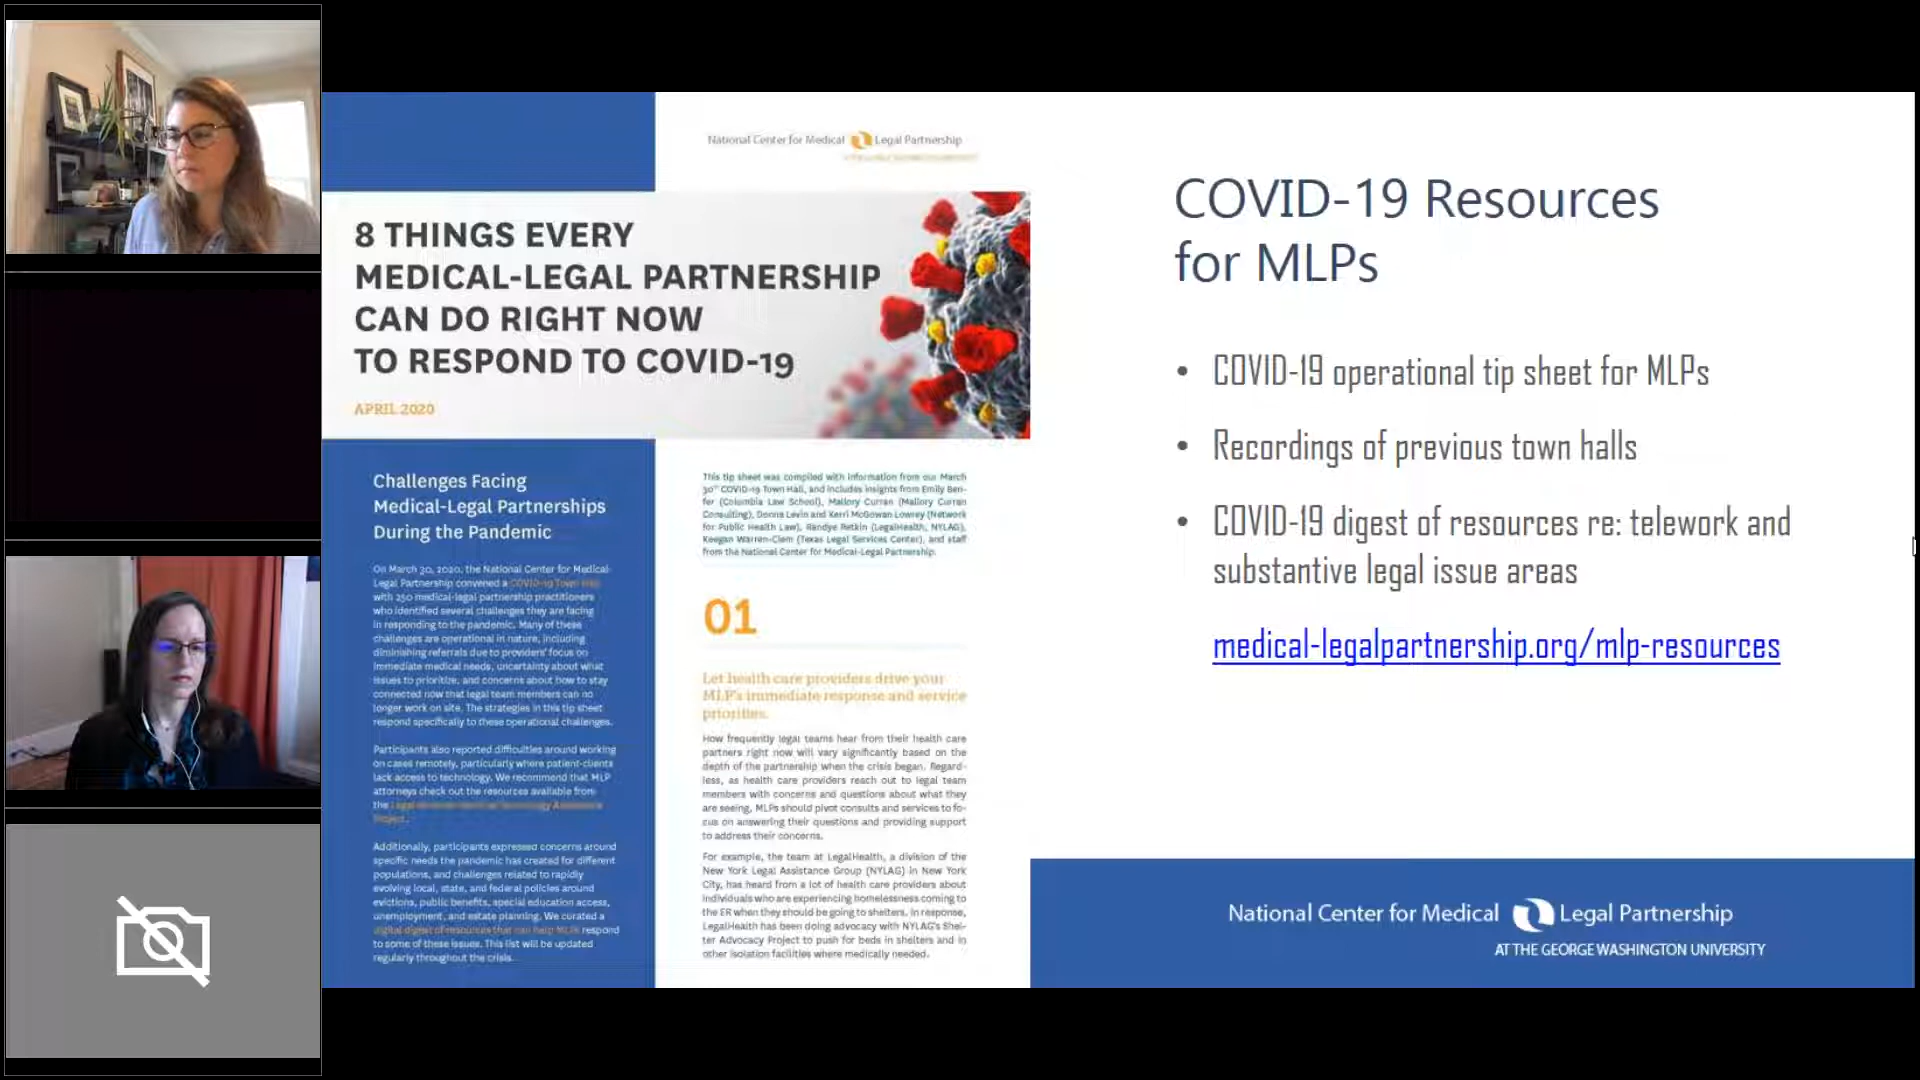 National Center for Medical Legal Partnership
8 THINGS EVERY
MEDICAL-LEGAL PARTNERSHIP
CAN DO RIGHT NOW
TO RESPOND TO COVID-19
APRIL 2020
Challenges Facing
Medical-Legal Partnerships
During the Pandemic
On March 30, 2020, the National Center for Medical-
Legal Partnership convened a COVID-19 Town Hall
with 250 medical-legal partnership practitioners
who identified several challenges they are facing
in responding to the pandemic. Many of these
challenges are operational in nature, including
diminishing referrals due to providers' focus on
immediate medical needs, uncertainty about what
issues to prioritize, and concerns about how to stay
connected now that legal team members can no
longer work on site. The strategies in this tip sheet
respond specifically to these operational challenges.
Participants also reported difficulties around working
on cases remotely, particularly where patient-clients
lack access to technology. We recommend that MLP
attorneys check out the resources available from
the
Project.
Additionally, participants expressed concerns around
specific needs the pandemic has created for different
populations, and challenges related to rapidly
evolving local, state, and federal policies around
evictions, public benefits, special education access,
unemployment, and estate planning. We curated a
digital digest of resources that can help MLPs respond
to some of these issues. This list will be updated
regularly throughout the crisis.
This tip sheet was compiled with information from our March
30th COVID-19 Town Hall, and includes insights from Emily Ben-
fer (Columbia Law School), Mallory Curran (Mallory Curran
Consulting), Donna Levin and Kerri McGowan Lowrey (Network
for Public Health Law), Randye Retkin (LegalHealth, NYLAG),
Keegan Warren-Clem (Texas Legal Services Center), and staff
from the National Center for Medical-Legal Partnership.
01
Let health care providers drive your
MLP's immediate response and service
priorities.
How frequently legal teams hear from their health care
partners right now will vary significantly based on the
depth of the partnership when the crisis began. Regard-
less, as health care providers reach out to legal team
members with concerns and questions about what they
are seeing, MLPs should pivot consults and services to fo-
cus on answering their questions and providing support
to address their concerns.
For example, the team at LegalHealth, a division of the
New York Legal Assistance Group (NYLAG) in New York
City, has heard from a lot of health care providers about
individuals who are experiencing homelessness coming to
the ER when they should be going to shelters. In response,
LegalHealth has been doing advocacy with NYLAG's Shel-
ter Advocacy Project to push for beds in shelters and in
other isolation facilities where medically needed.
COVID-19 Resources
for MLPs
• COVID-19 operational tip sheet for MLPs
• Recordings of previous town halls
• COVID-19 digest of resources re: telework and
substantive legal issue areas
medical-legalpartnership.org/mlp-resources
National Center for Medical Legal Partnership
AT THE GEORGE WASHINGTON UNIVERSITY